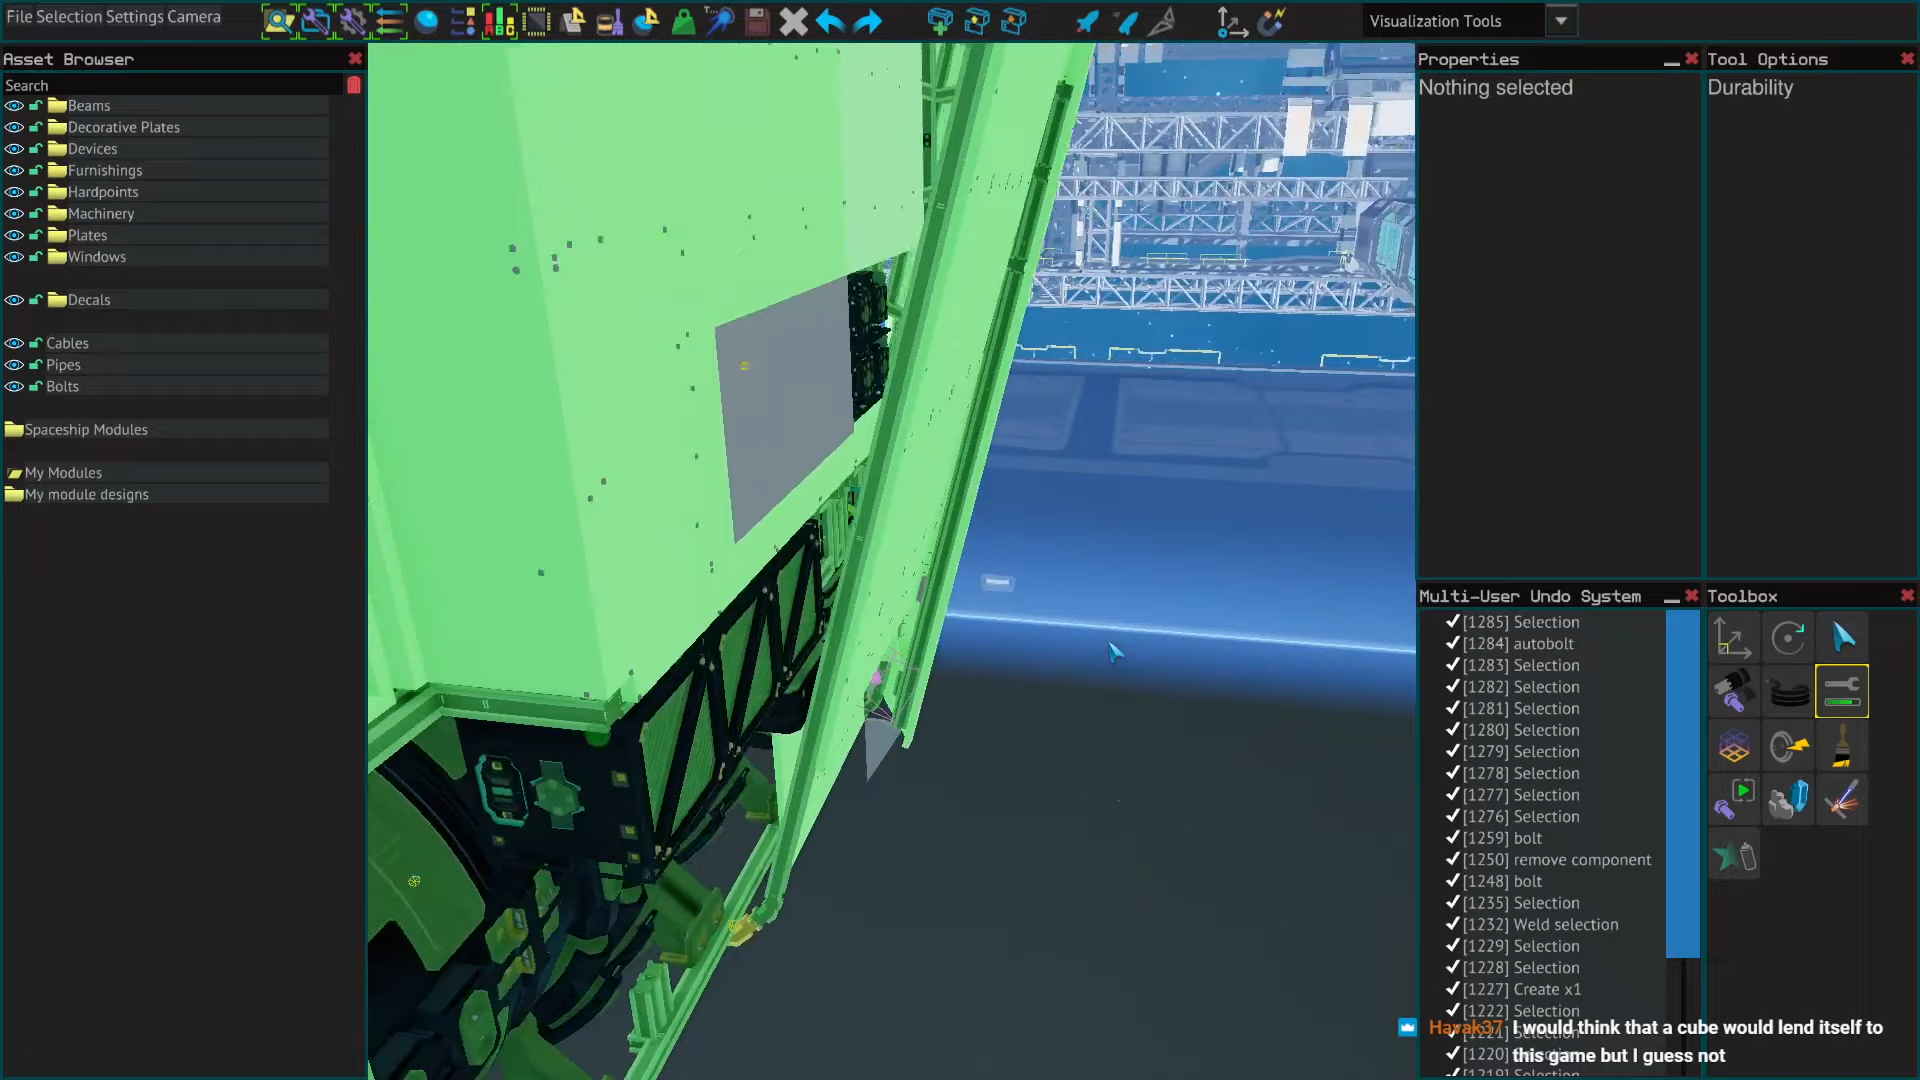 File Selection Settings Camera
Visualization Tools
Asset Browser
Search
Beams
Decorative Plates
Devices
Furnishings
Hardpoints
Machinery
Plates
Windows
Decals
Cables
Pipes
Bolts
Spaceship Modules
My Modules
My module designs
Properties
Nothing selected
Tool Options
Durability
Multi-User Undo System
[1285] Selection
[1284] autobolt
[1283] Selection
[1282] Selection
[1281] Selection
[1280] Selection
[1279] Selection
[1278] Selection
[1277] Selection
[1276] Selection
[1259] bolt
[1250] remove component
[1248] bolt
[1235] Selection
[1232] Weld selection
[1229] Selection
[1228] Selection
[1227] Create x1
[1222] Selection
[1221]
[1220]
Toolbox
Havak37 I would think that a cube would lend itself to
this game but I guess not